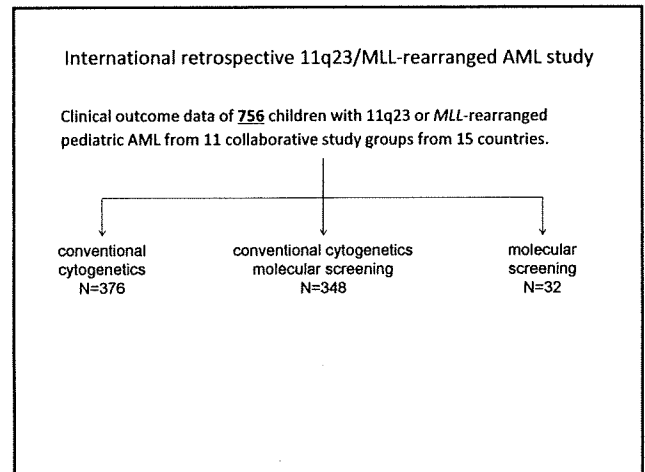 International retrospective 11q23/MLL-rearranged AML study
Clinical outcome data of 756 children with 11q23 or MLL-rearranged
pediatric AML from 11 collaborative study groups from 15 countries.
conventional
cytogenetics
N=376
conventional cytogenetics
molecular screening
N=348
molecular
screening
N=32